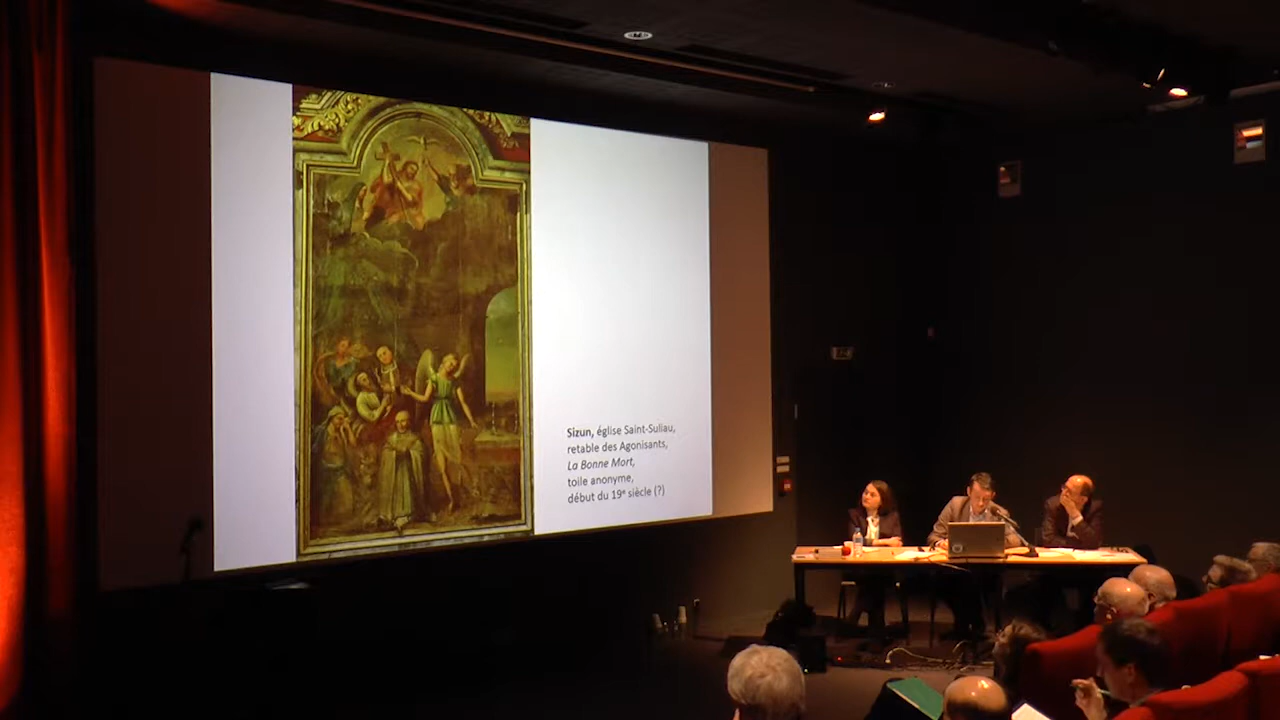 Sizun, église Saint-Suliau,
retable des Agonisants,
La Bonne Mort,
toile anonyme,
début du 19e siècle (?)